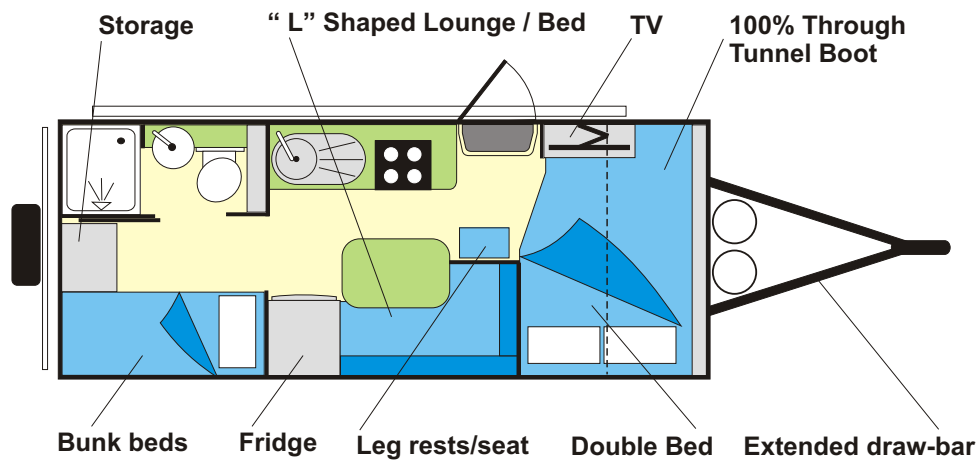 Storage
“ L” Shaped Lounge / Bed
TV
100% Through
Tunnel Boot
Bunk beds
Fridge
Leg rests/seat
Double Bed
Extended draw-bar